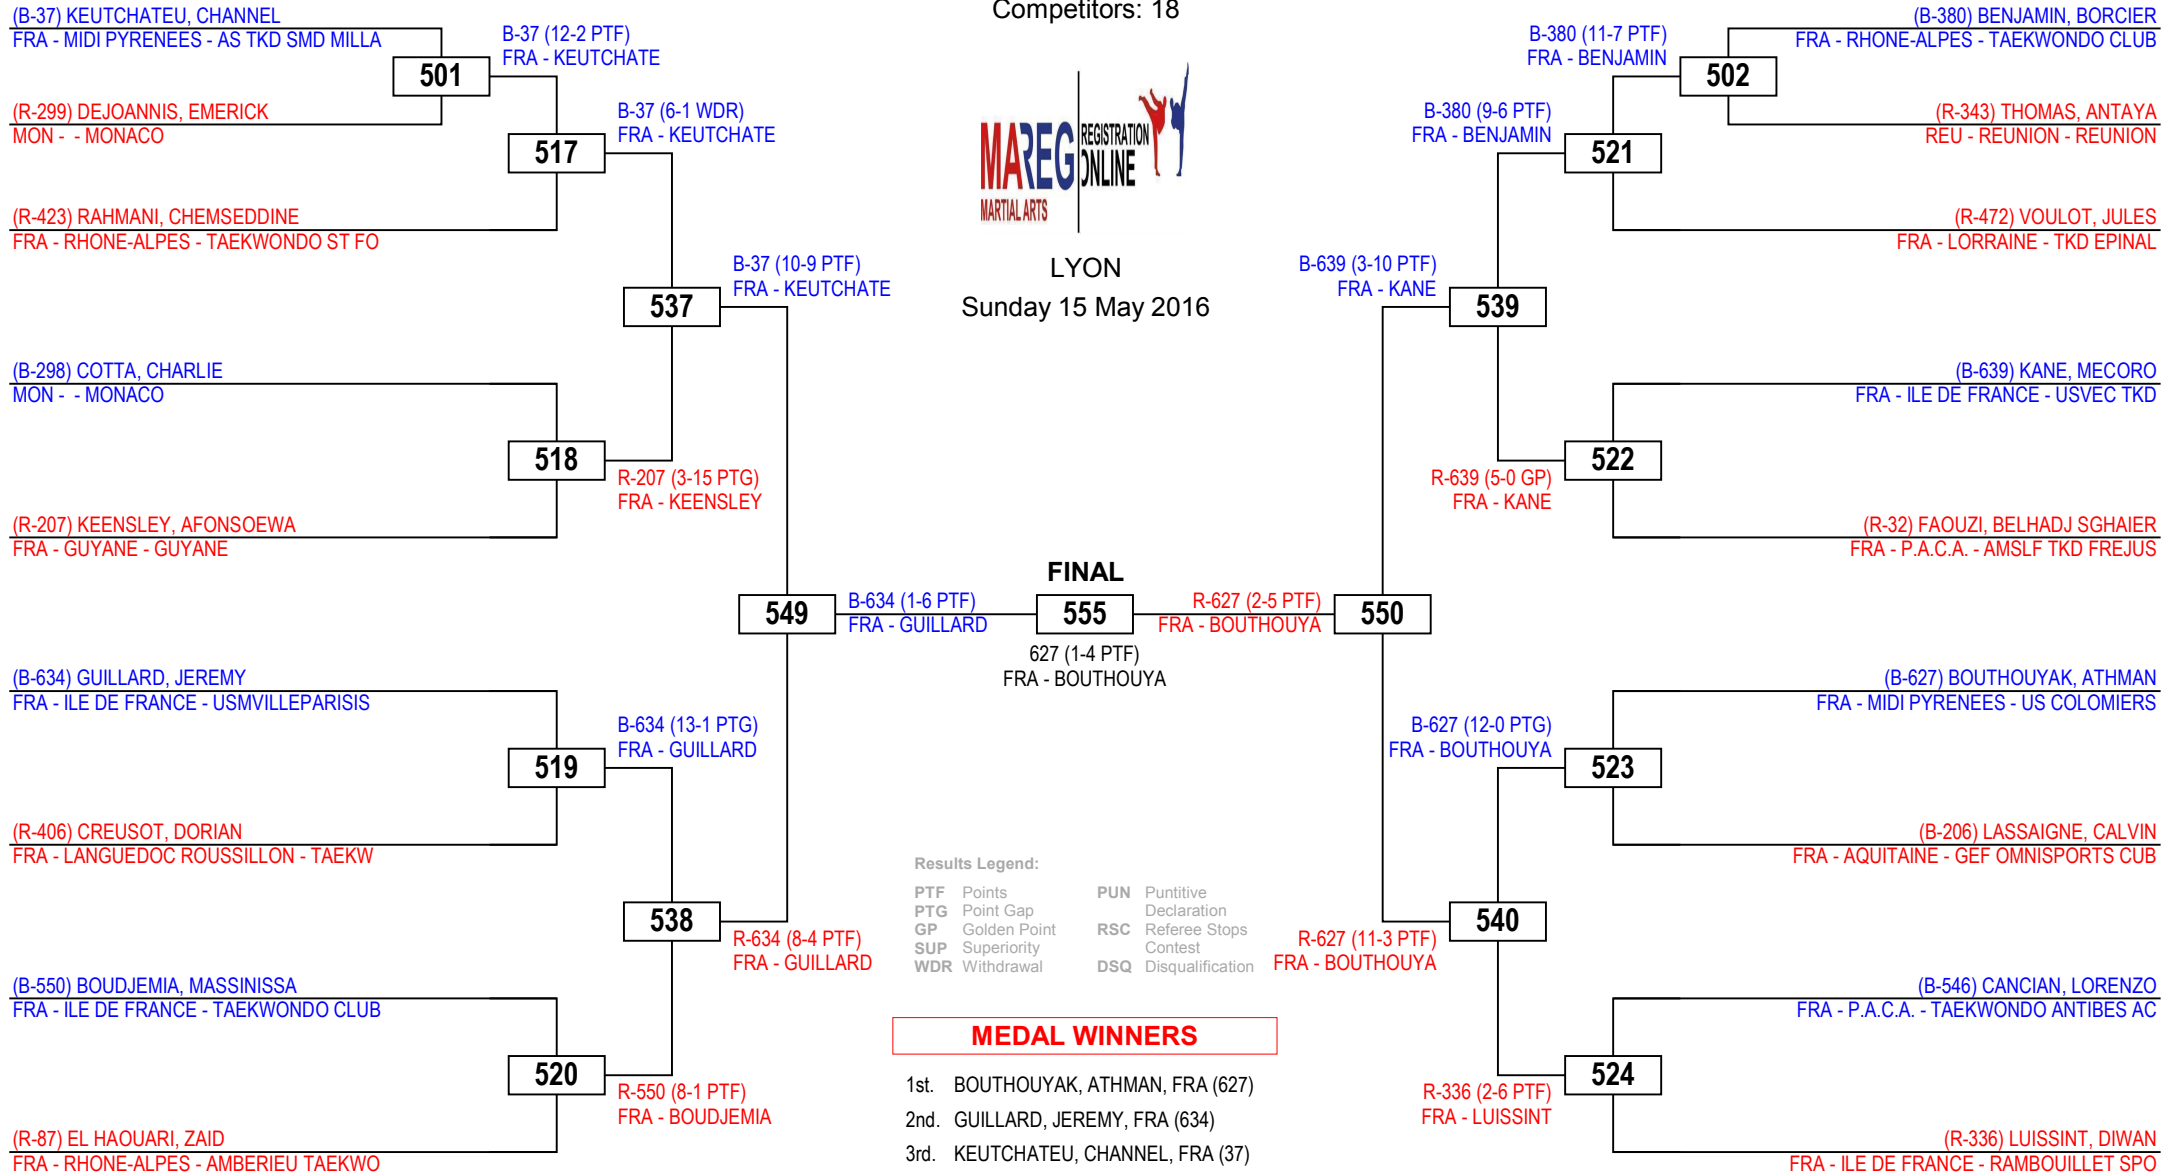 Competitors: 18
MAREG
MARTIAL ARTS
REGISTRATION
ONLINE
LYON
Sunday 15 May 2016
(B-37) KEUTCHATEU, CHANNEL
FRA - MIDI PYRENEES - AS TKD SMD MILLA
501
(R-299) DEJOANNIS, EMERICK
MON - - MONACO
B-37 (12-2 PTF)
FRA - KEUTCHATE
517
(R-423) RAHMANI, CHEMSEDDINE
FRA - RHONE-ALPES - TAEKWONDO ST FO
B-37 (6-1 WDR)
FRA - KEUTCHATE
537
B-37 (10-9 PTF)
FRA - KEUTCHATE
(B-298) COTTA, CHARLIE
MON - - MONACO
518
R-207 (3-15 PTG)
FRA - KEENSLEY
(R-207) KEENSLEY, AFONSOEWA
FRA - GUYANE - GUYANE
549
B-634 (1-6 PTF)
FRA - GUILLARD
(B-634) GUILLARD, JEREMY
FRA - ILE DE FRANCE - USMVILLEPARISIS
519
B-634 (13-1 PTG)
FRA - GUILLARD
(R-406) CREUSOT, DORIAN
FRA - LANGUEDOC ROUSSILLON - TAEKW
538
R-634 (8-4 PTF)
FRA - GUILLARD
(B-550) BOUDJEMIA, MASSINISSA
FRA - ILE DE FRANCE - TAEKWONDO CLUB
520
R-550 (8-1 PTF)
FRA - BOUDJEMIA
(R-87) EL HAOUARI, ZAID
FRA - RHONE-ALPES - AMBERIEU TAEKWO
FINAL
555
627 (1-4 PTF)
FRA - BOUTHOUYA
(B-380) BENJAMIN, BORCIER
FRA - RHONE-ALPES - TAEKWONDO CLUB
502
B-380 (11-7 PTF)
FRA - BENJAMIN
(R-343) THOMAS, ANTAYA
REU - REUNION - REUNION
B-380 (9-6 PTF)
FRA - BENJAMIN
521
(R-472) VOULOT, JULES
FRA - LORRAINE - TKD EPINAL
B-639 (3-10 PTF)
FRA - KANE
539
(B-639) KANE, MECORO
FRA - ILE DE FRANCE - USVEC TKD
522
R-639 (5-0 GP)
FRA - KANE
(R-32) FAOUZI, BELHADJ SGHAIER
FRA - P.A.C.A. - AMSLF TKD FREJUS
R-627 (2-5 PTF)
FRA - BOUTHOUYA
550
(B-627) BOUTHOUYAK, ATHMAN
FRA - MIDI PYRENEES - US COLOMIERS
B-627 (12-0 PTG)
FRA - BOUTHOUYA
523
(B-206) LASSAIGNE, CALVIN
FRA - AQUITAINE - GEF OMNISPORTS CUB
540
R-627 (11-3 PTF)
FRA - BOUTHOUYA
(B-546) CANCIAN, LORENZO
FRA - P.A.C.A. - TAEKWONDO ANTIBES AC
524
R-336 (2-6 PTF)
FRA - LUISSINT
(R-336) LUISSINT, DIWAN
FRA - ILE DE FRANCE - RAMBOUILLET SPO
Results Legend:
PTF Points
PTG Point Gap
GP Golden Point
SUP Superiority
WDR Withdrawal
PUN Puntitive
Declaration
RSC Referee Stops
Contest
DSQ Disqualification
MEDAL WINNERS
1st. BOUTHOUYAK, ATHMAN, FRA (627)
2nd. GUILLARD, JEREMY, FRA (634)
3rd. KEUTCHATEU, CHANNEL, FRA (37)